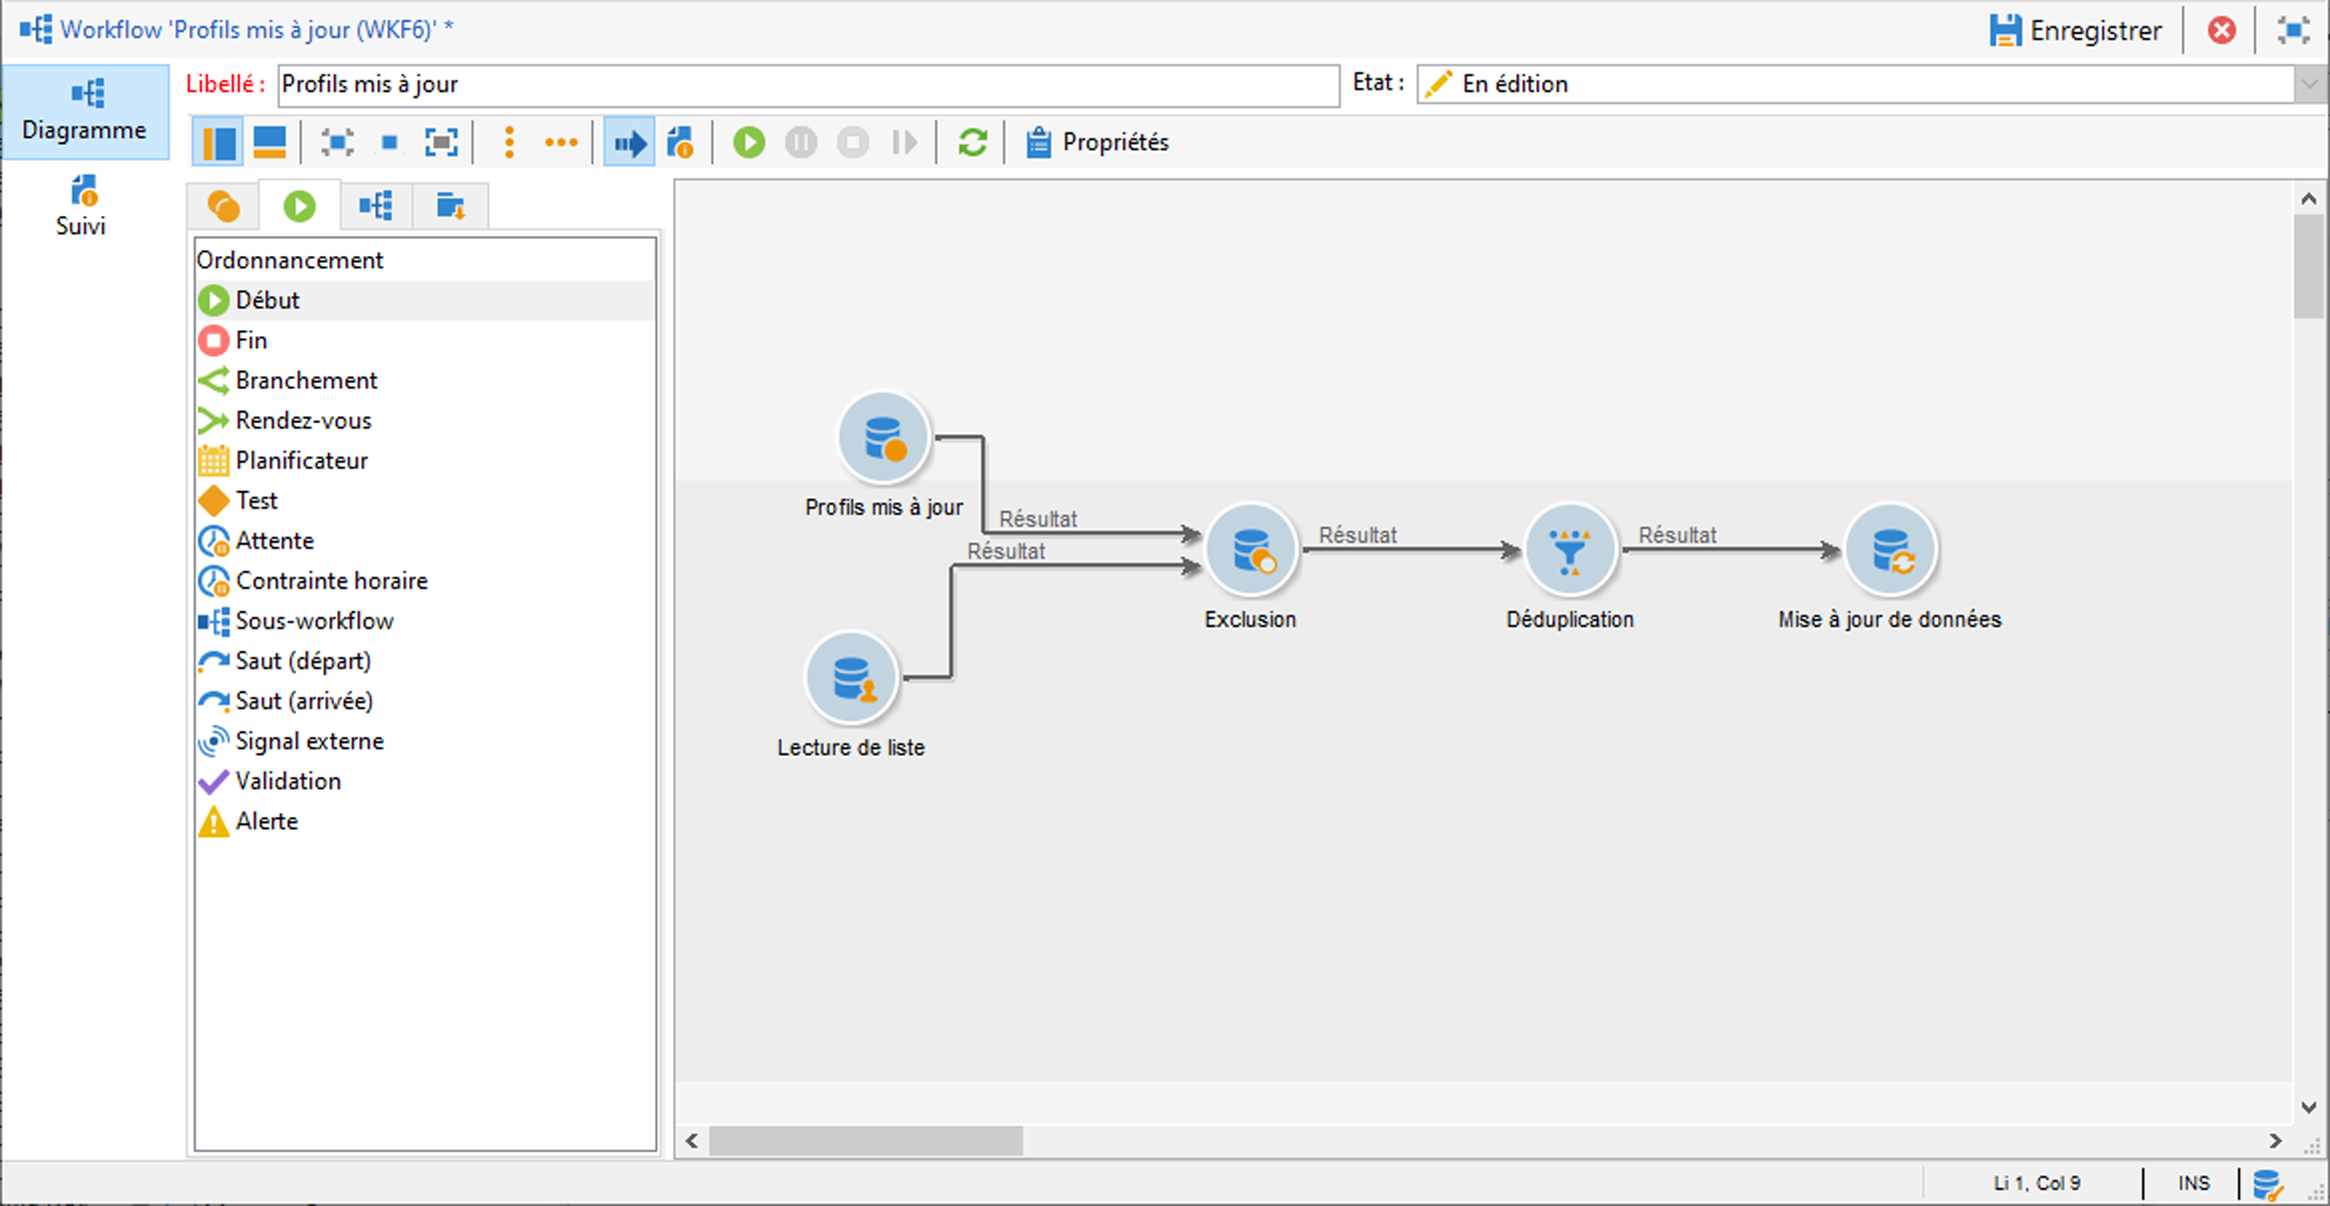 Workflow 'Profils mis à jour (WKF6)' *
Enregistrer
Libellé :
Profils mis à jour
Etat :
En édition
Diagramme
Propriétés
Suivi
Ordonnancement
Début
Fin
Branchement
Rendez-vous
Planificateur
Test
Attente
Contrainte horaire
Sous-workflow
Saut (départ)
Saut (arrivée)
Signal externe
Validation
Alerte
Profils mis à jour
Résultat
Résultat
Résultat
Résultat
Exclusion
Déduplication
Mise à jour de données
Lecture de liste
Li 1, Col 9
INS